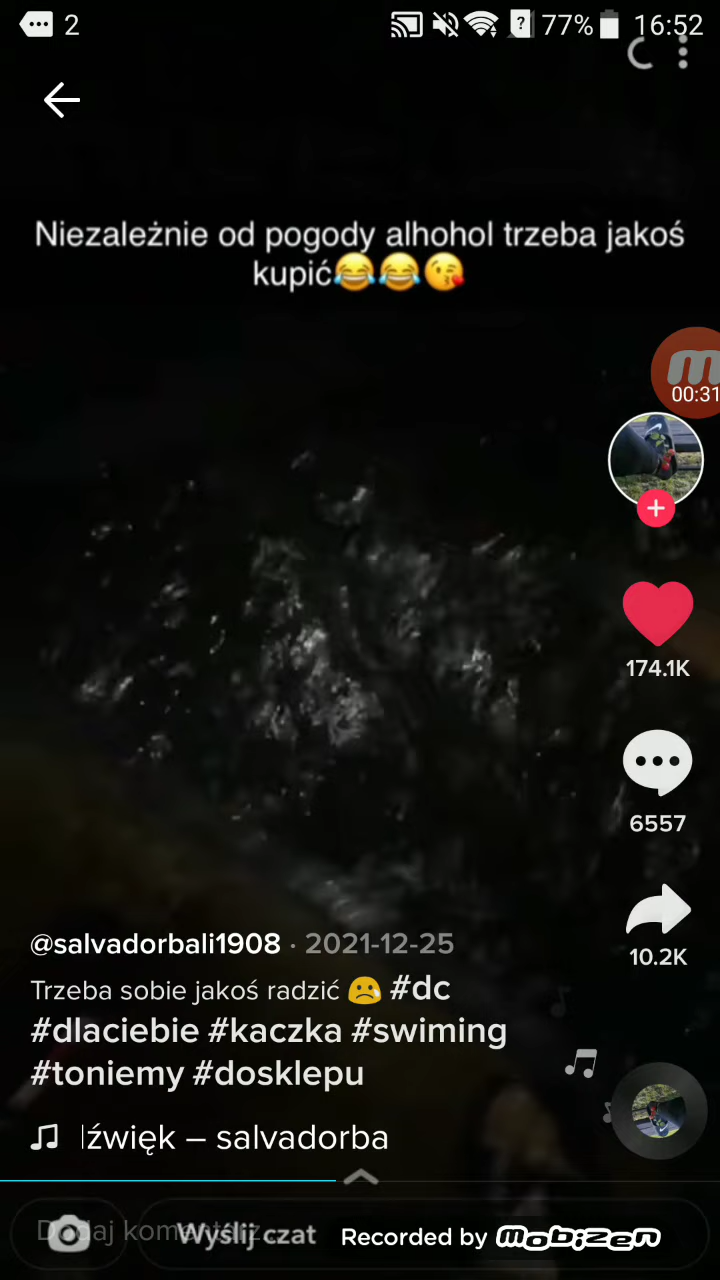 2 77% 16:52
Niezależnie od pogody alhohol trzeba jakoś
kupić😂😂😘
00:31
174.1K
6557
10.2K
@salvadorbali1908 · 2021-12-25
Trzeba sobie jakoś radzić 😢 #dc
#dlaciebie #kaczka #swiming
#toniemy #dosklepu
źwięk – salvadorba
Dodaj komentarz...
Wyślij czat
Recorded by mobizen